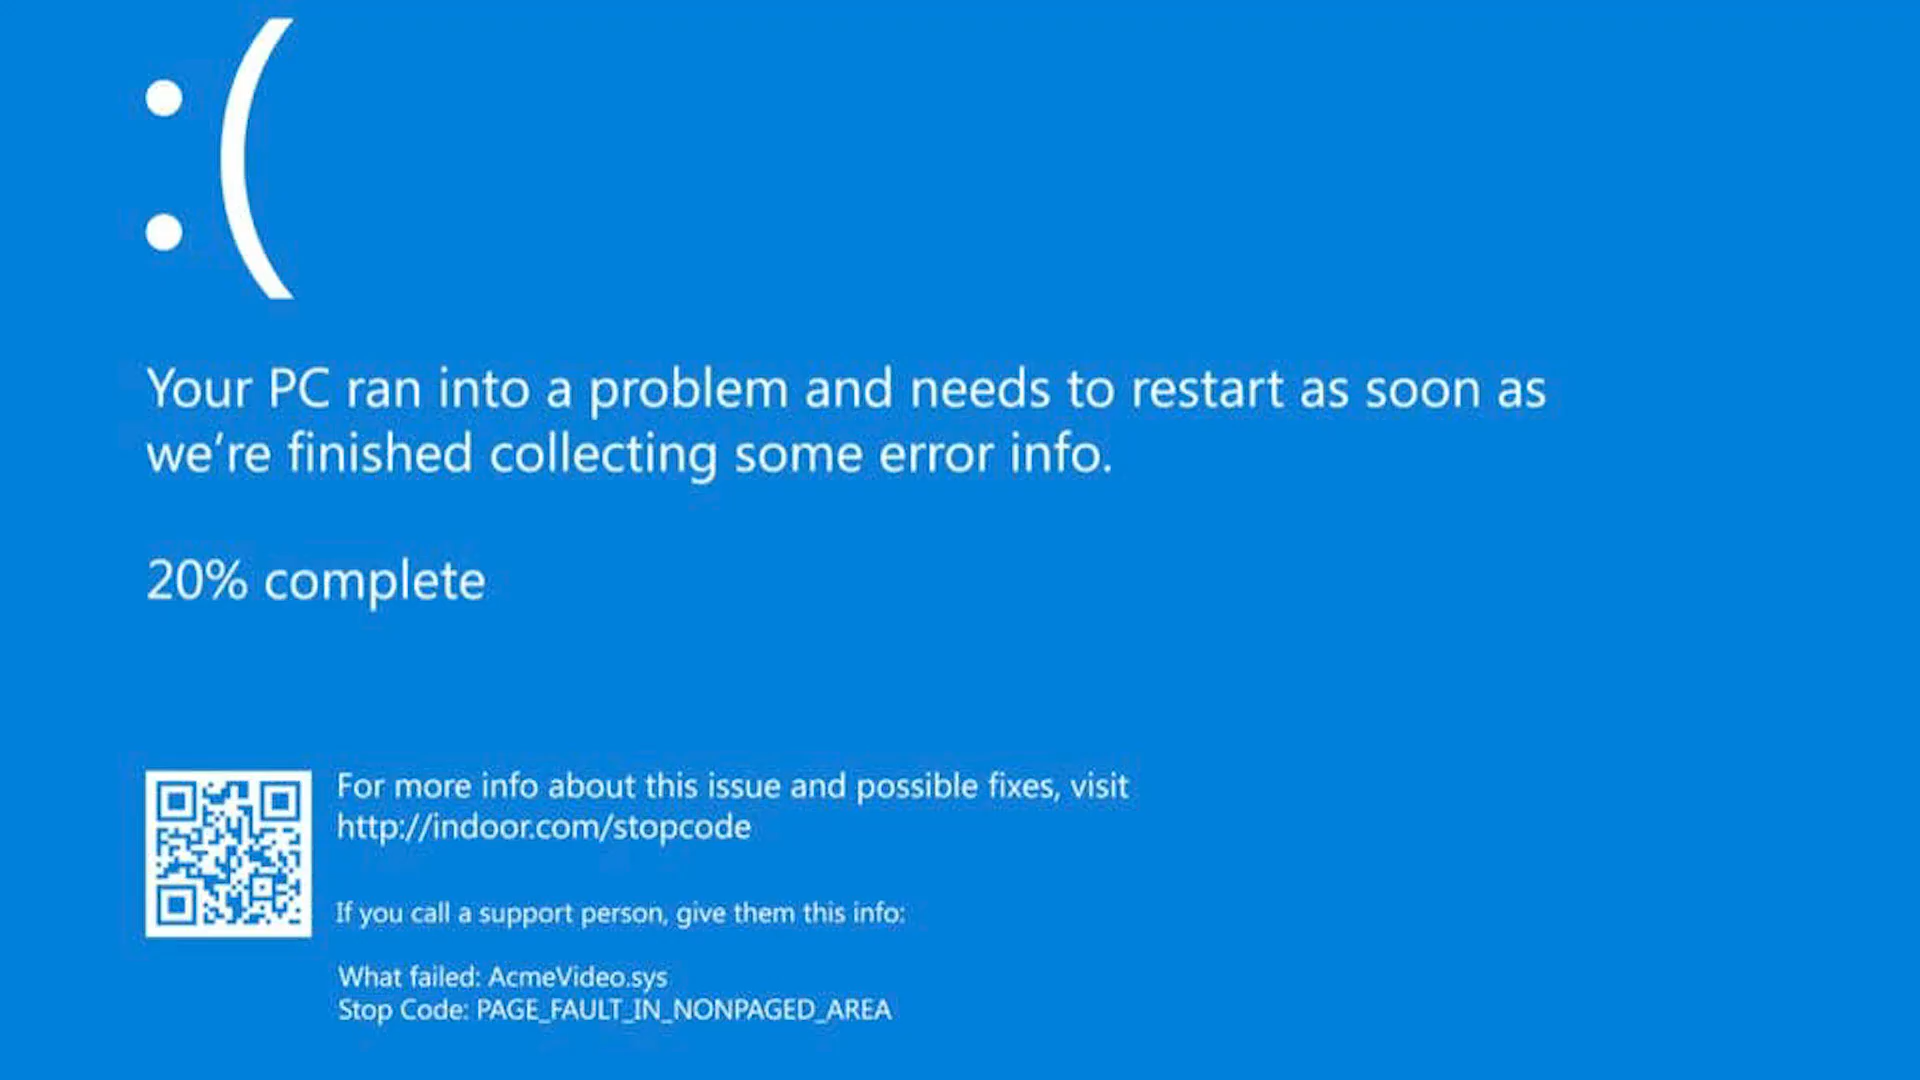 :(
Your PC ran into a problem and needs to restart as soon as
we’re finished collecting some error info.
20% complete
For more info about this issue and possible fixes, visit
http://indoor.com/stopcode
If you call a support person, give them this info:
What failed: AcmeVideo.sys
Stop Code: PAGE_FAULT_IN_NONPAGED_AREA